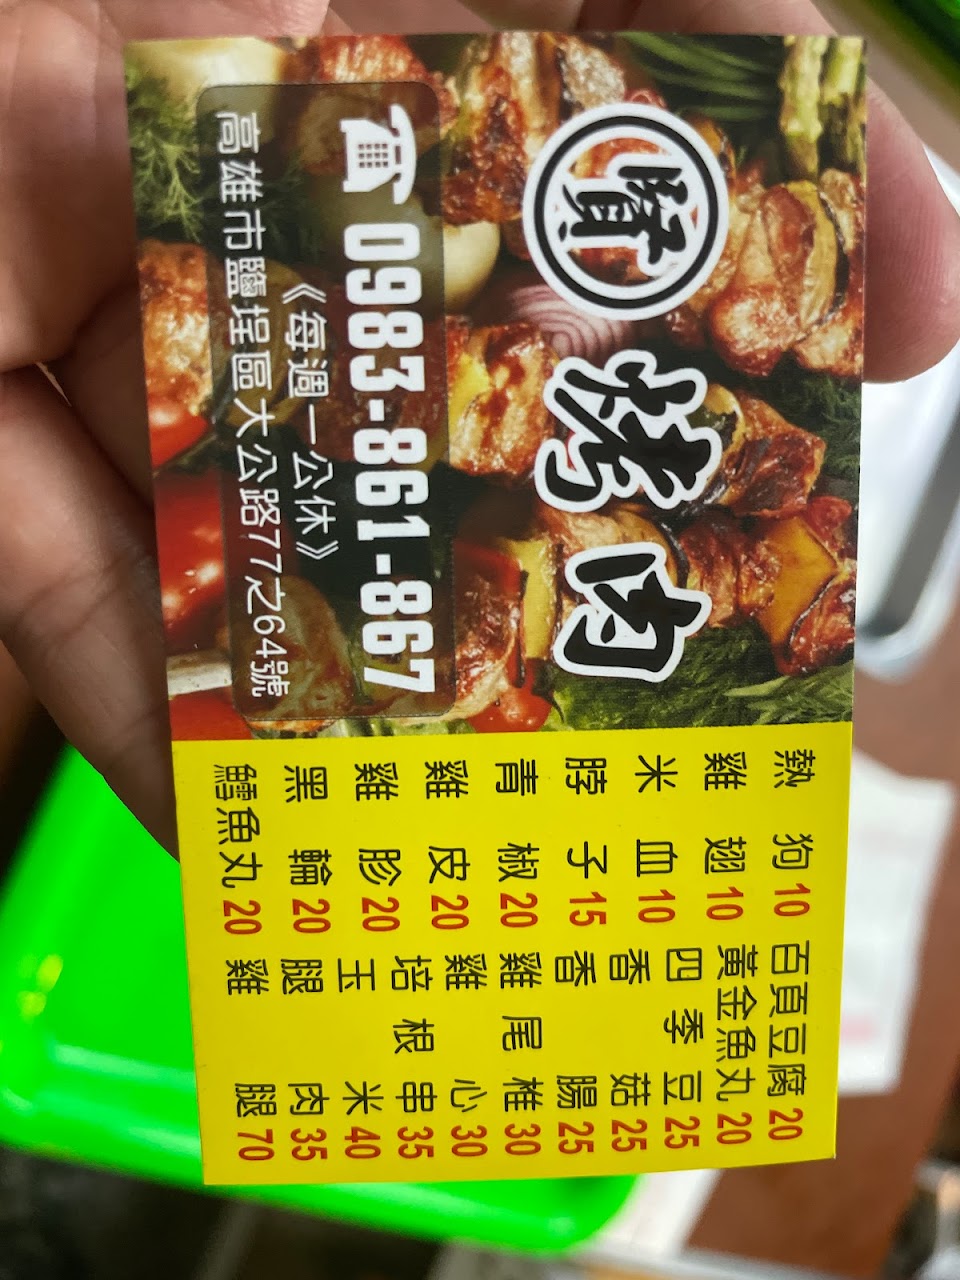 烤肉
0983-861-867
《每週一公休》
高雄市鹽埕區大公路77之64號
熱狗10
雞翅10
米血10
脖子15
青椒20
雞皮20
雞胗20
黑輪20
鱈魚丸20
百頁豆腐20
黃金魚丸20
四季豆25
香菇25
香腸25
雞尾椎30
雞心30
培根串35
玉米40
腿肉35
雞腿70